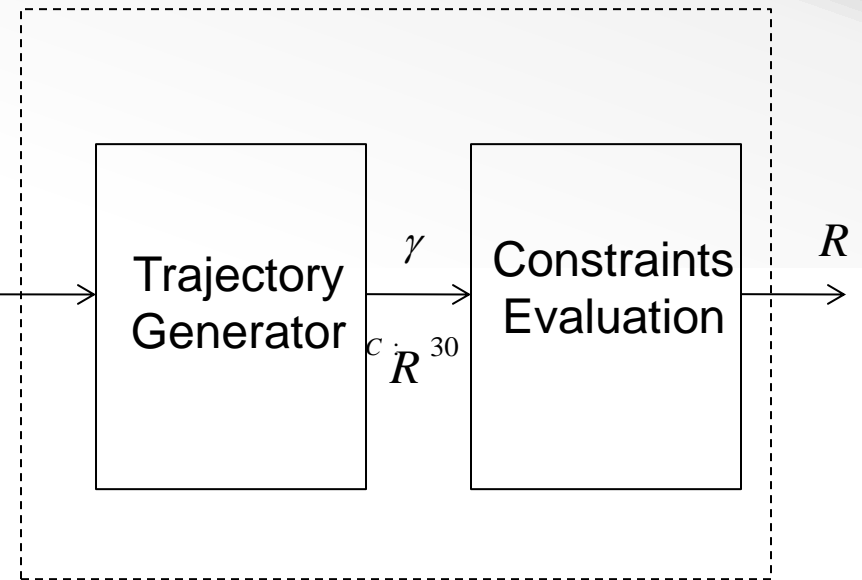 Trajectory
Generator
γ
C : R 30
Constraints
Evaluation
R